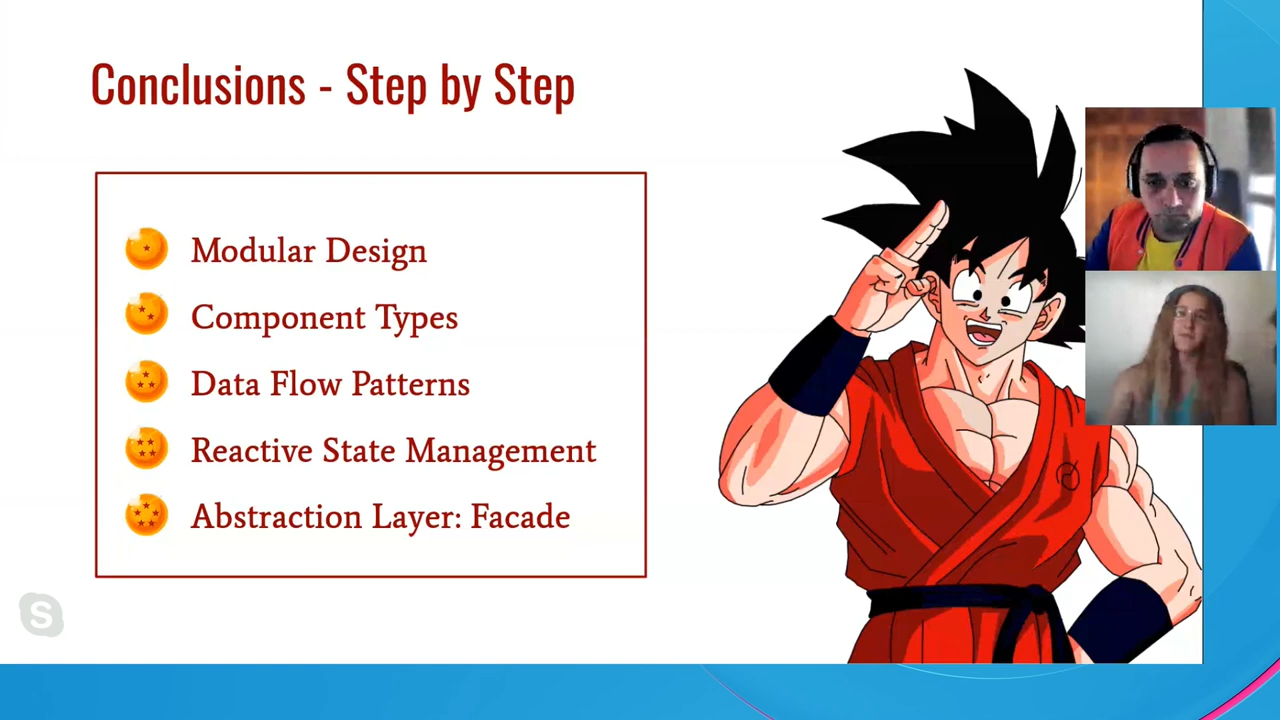 Conclusions - Step by Step
Modular Design
Component Types
Data Flow Patterns
Reactive State Management
Abstraction Layer: Facade
S